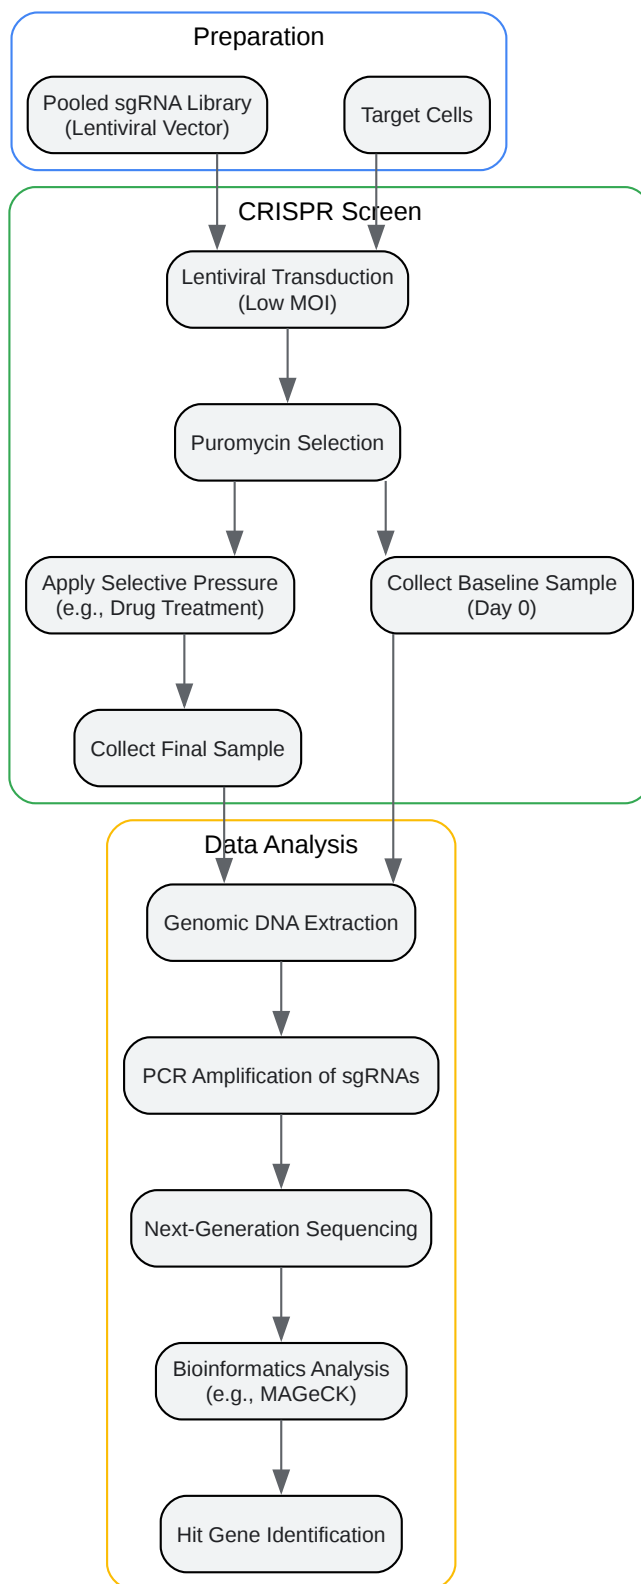 Preparation
Pooled sgRNA Library
(Lentiviral Vector)
Target Cells
CRISPR Screen
Lentiviral Transduction
(Low MOI)
Puromycin Selection
Apply Selective Pressure
(e.g., Drug Treatment)
Collect Baseline Sample
(Day 0)
Collect Final Sample
Data Analysis
Genomic DNA Extraction
PCR Amplification of sgRNAs
Next-Generation Sequencing
Bioinformatics Analysis
(e.g., MAGeCK)
Hit Gene Identification